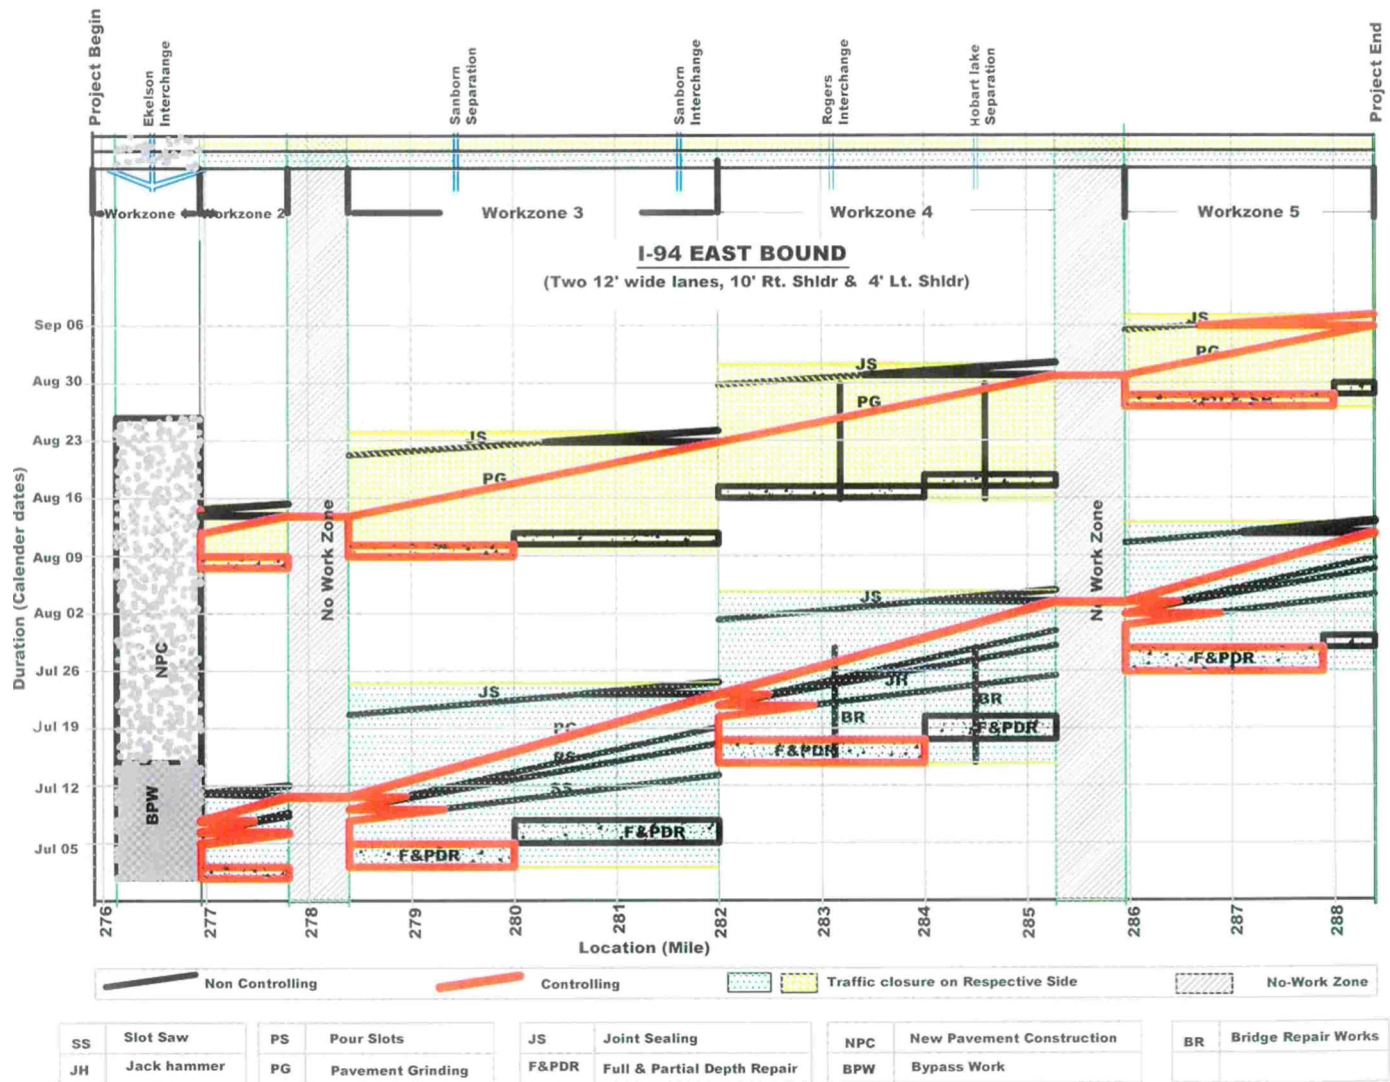 Project Begin
Ekelson
Interchange
Sanborn
Separation
Sanborn
Interchange
Rogers
Interchange
Hobart lake
Separation
Project End
Workzone
Workzone 2
Workzone 3
Workzone 4
Workzone 5
I-94 EAST BOUND
(Two 12' wide lanes, 10' Rt. Shldr & 4' Lt. Shldr)
Duration (Calender dates)
Sep 06
Aug 30
Aug 23
Aug 16
Aug 09
Aug 02
Jul 26
Jul 19
Jul 12
Jul 05
JS
PG
JS
PG
JS
PG
No Work Zone
No Work Zone
NPC
BPW
JS
PG
PS
SS
F&PDR
F&PDR
JS
JH
BR
BR
F&PDR
F&PDR
F&PDR
276
277
278
279
280
281
282
283
284
285
286
287
288
Location (Mile)
Non Controlling
Controlling
Traffic closure on Respective Side
No-Work Zone
SS Slot Saw PS Pour Slots JS Joint Sealing NPC New Pavement Construction BR Bridge Repair Works
JH Jack hammer PG Pavement Grinding F&PDR Full & Partial Depth Repair BPW Bypass Work